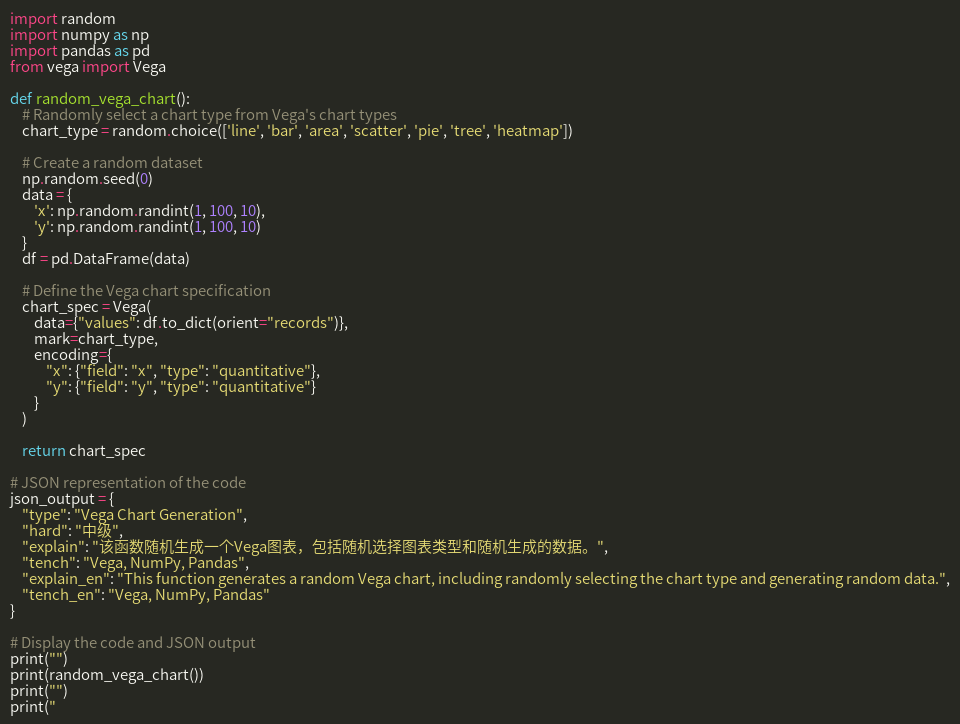 import random
import numpy as np
import pandas as pd
from vega import Vega

def random_vega_chart():
    # Randomly select a chart type from Vega's chart types
    chart_type = random.choice(['line', 'bar', 'area', 'scatter', 'pie', 'tree', 'heatmap'])

    # Create a random dataset
    np.random.seed(0)
    data = {
        'x': np.random.randint(1, 100, 10),
        'y': np.random.randint(1, 100, 10)
    }
    df = pd.DataFrame(data)

    # Define the Vega chart specification
    chart_spec = Vega(
        data={"values": df.to_dict(orient="records")},
        mark=chart_type,
        encoding={
            "x": {"field": "x", "type": "quantitative"},
            "y": {"field": "y", "type": "quantitative"}
        }
    )

    return chart_spec

# JSON representation of the code
json_output = {
    "type": "Vega Chart Generation",
    "hard": "中级",
    "explain": "该函数随机生成一个Vega图表，包括随机选择图表类型和随机生成的数据。",
    "tench": "Vega, NumPy, Pandas",
    "explain_en": "This function generates a random Vega chart, including randomly selecting the chart type and generating random data.",
    "tench_en": "Vega, NumPy, Pandas"
}

# Display the code and JSON output
print("")
print(random_vega_chart())
print("")
print("